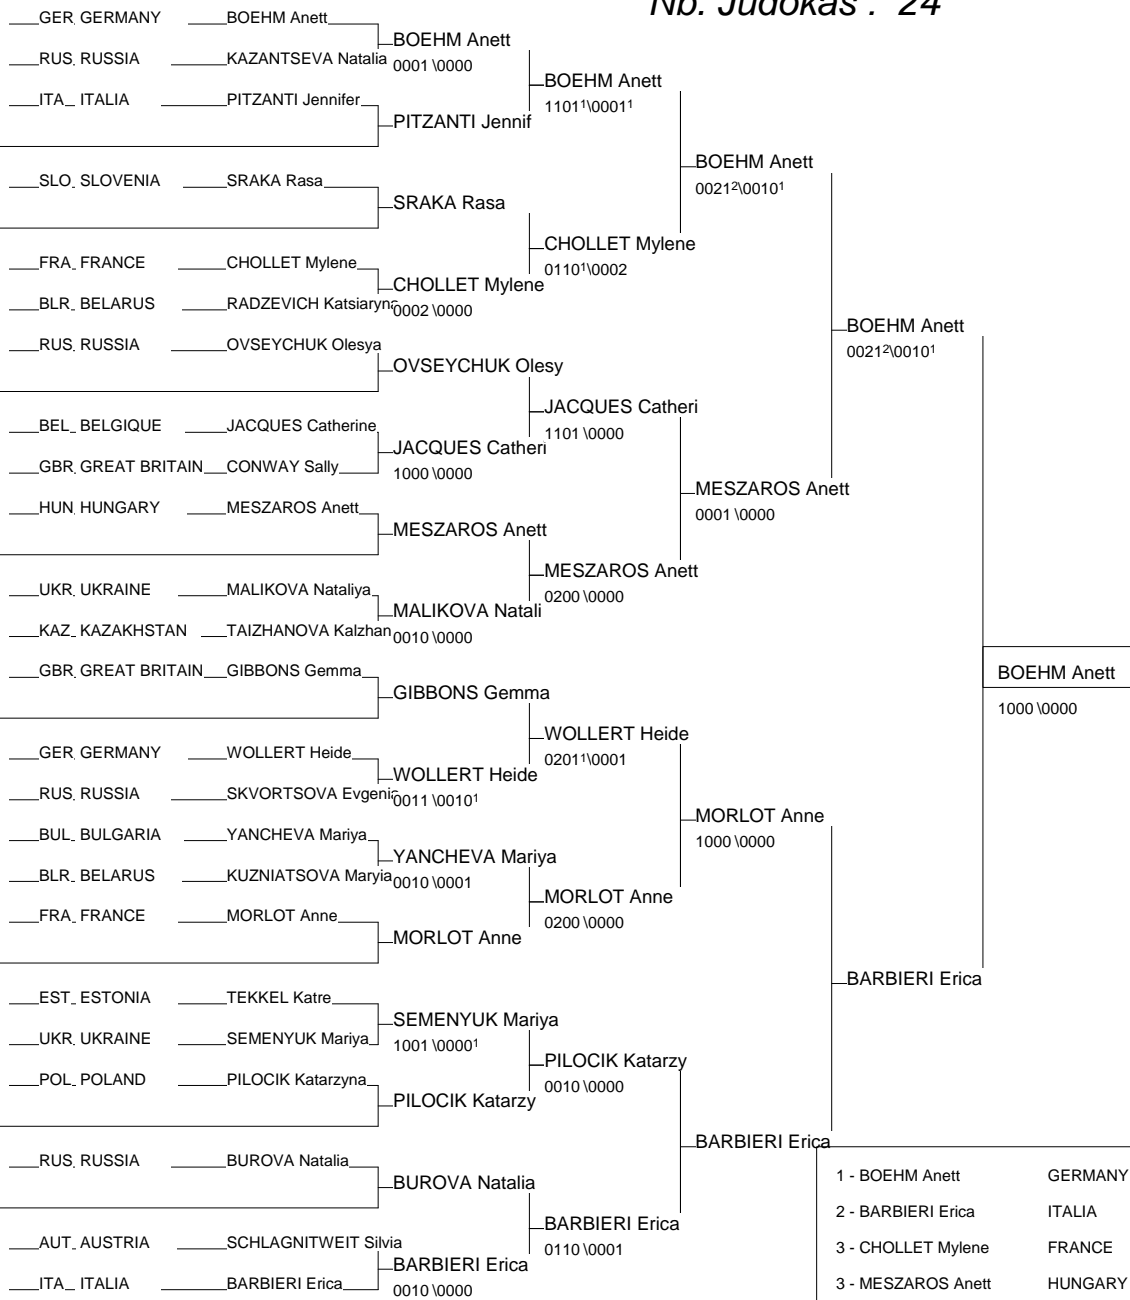 Nb. Judokas : 24
GER GERMANY BOEHM Anett
BOEHM Anett
RUS RUSSIA KAZANTSEVA Natalia
0001 \0000
BOEHM Anett
ITA ITALIA PITZANTI Jennifer
1101¹\0001¹
PITZANTI Jennif
BOEHM Anett
SLO SLOVENIA SRAKA Rasa
0021²\0010¹
SRAKA Rasa
CHOLLET Mylene
FRA FRANCE CHOLLET Mylene
0110¹\0002
CHOLLET Mylene
BLR BELARUS RADZEVICH Katsiaryna
0002 \0000
BOEHM Anett
RUS RUSSIA OVSEYCHUK Olesya
0021²\0010¹
OVSEYCHUK Olesy
JACQUES Catheri
BEL BELGIQUE JACQUES Catherine
1101 \0000
JACQUES Catheri
GBR GREAT BRITAIN CONWAY Sally
1000 \0000
MESZAROS Anett
HUN HUNGARY MESZAROS Anett
0001 \0000
MESZAROS Anett
MESZAROS Anett
UKR UKRAINE MALIKOVA Nataliya
0200 \0000
MALIKOVA Natali
KAZ KAZAKHSTAN TAIZHANOVA Kalzhan
0010 \0000
GBR GREAT BRITAIN GIBBONS Gemma
BOEHM Anett
GIBBONS Gemma
1000 \0000
WOLLERT Heide
GER GERMANY WOLLERT Heide
0201¹\0001
WOLLERT Heide
RUS RUSSIA SKVORTSOVA Evgenia
0011 \0010¹
MORLOT Anne
BUL BULGARIA YANCHEVA Mariya
1000 \0000
YANCHEVA Mariya
BLR BELARUS KUZNIATSOVA Maryia
0010 \0001
MORLOT Anne
FRA FRANCE MORLOT Anne
0200 \0000
MORLOT Anne
BARBIERI Erica
EST ESTONIA TEKKEL Katre
SEMENYUK Mariya
UKR UKRAINE SEMENYUK Mariya
1001 \0000¹
PILOCIK Katarzy
POL POLAND PILOCIK Katarzyna
0010 \0000
PILOCIK Katarzy
BARBIERI Erica
RUS RUSSIA BUROVA Natalia
1 - BOEHM Anett GERMANY
BUROVA Natalia
2 - BARBIERI Erica ITALIA
BARBIERI Erica
AUT AUSTRIA SCHLAGNITWEIT Silvia
0110 \0001
3 - CHOLLET Mylene FRANCE
BARBIERI Erica
ITA ITALIA BARBIERI Erica
0010 \0000
3 - MESZAROS Anett HUNGARY